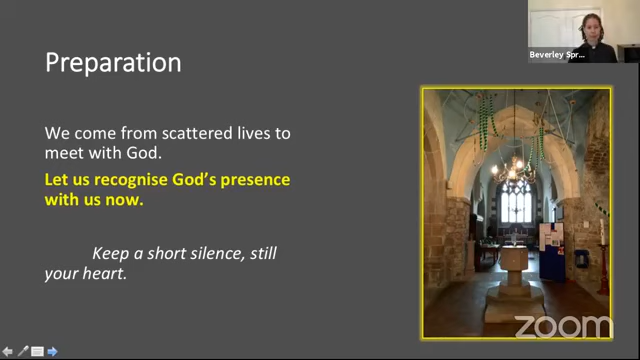 Preparation
We come from scattered lives to
meet with God.
Let us recognise God's presence
with us now.
Keep a short silence, still
your heart.
Beverley Spr...
zoom